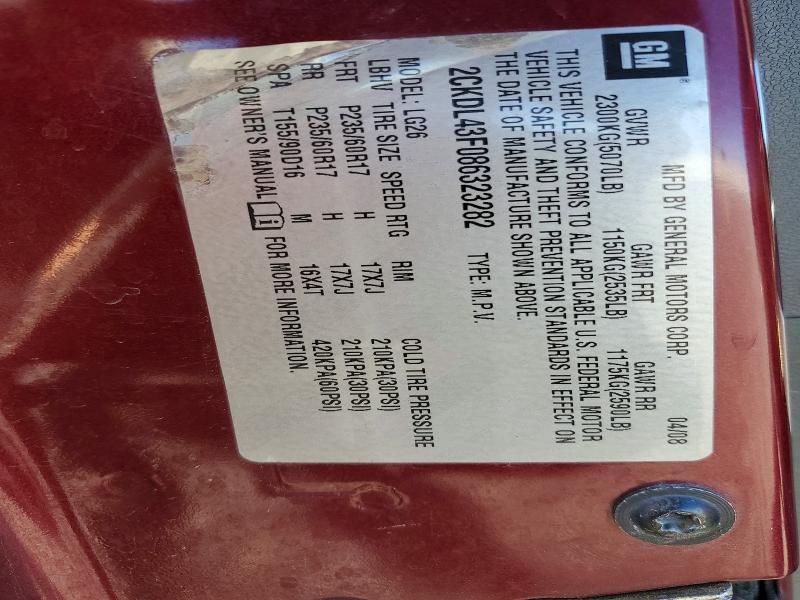 GM
MFD BY GENERAL MOTORS CORP. 04/08
GVWR GAWR FRT GAWR RR
2300KG(5070LB) 1150KG(2535LB) 1175KG(2590LB)
THIS VEHICLE CONFORMS TO ALL APPLICABLE U.S. FEDERAL MOTOR
VEHICLE SAFETY AND THEFT PREVENTION STANDARDS IN EFFECT ON
THE DATE OF MANUFACTURE SHOWN ABOVE.
2CKDL43F086323282 TYPE: M.P.V.
MODEL: LC26
LBHV TIRE SIZE SPEED RTG RIM COLD TIRE PRESSURE
FRT P235/60R17 H 17X7J 210KPA(30PSI)
RR P235/60R17 H 17X7J 210KPA(30PSI)
SPA T155/90D16 M 16X4T 420KPA(60PSI)
SEE OWNER'S MANUAL FOR MORE INFORMATION.